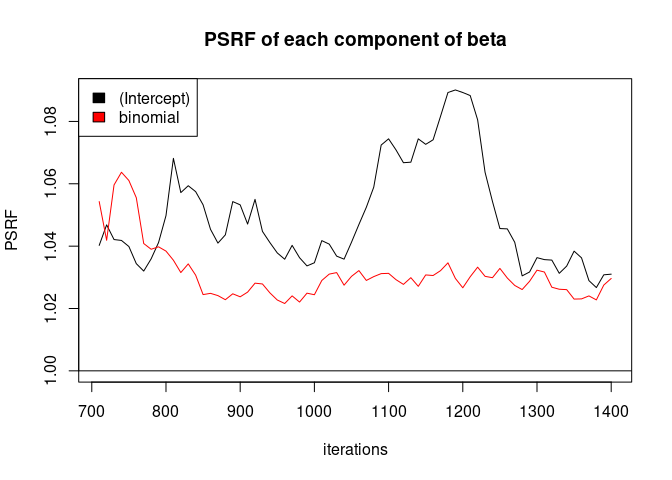 PSRF of each component of beta
(Intercept)
binomial
PSRF
1.08
1.06
1.04
1.02
1.00
700 800 900 1000 1100 1200 1300 1400
iterations